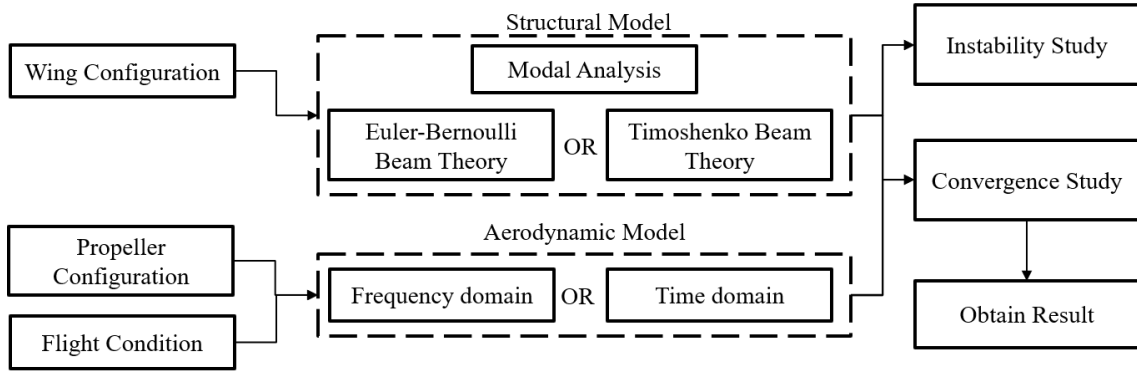 Structural Model
Wing Configuration
Modal Analysis
Euler-Bernoulli
Beam Theory
OR
Timoshenko Beam
Theory
Instability Study
Convergence Study
Obtain Result
Aerodynamic Model
Propeller
Configuration
Flight Condition
Frequency domain
OR
Time domain